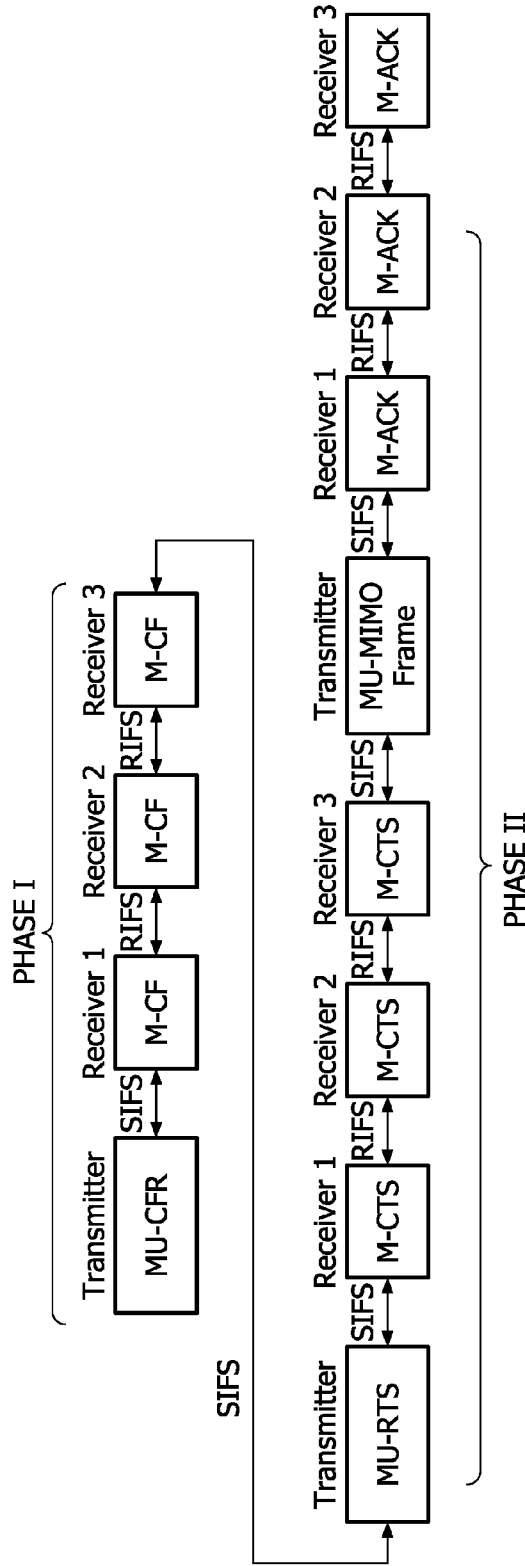 PHASE I
Transmitter
MU-CFR
SIFS
Receiver 1
M-CF
RIFS
Receiver 2
M-CF
RIFS
Receiver 3
M-CF
SIFS
Transmitter
MU-RTS
SIFS
Receiver 1
M-CTS
RIFS
Receiver 2
M-CTS
RIFS
Receiver 3
M-CTS
SIFS
Transmitter
MU-MIMO
Frame
SIFS
Receiver 1
M-ACK
RIFS
Receiver 2
M-ACK
RIFS
Receiver 3
M-ACK
PHASE II